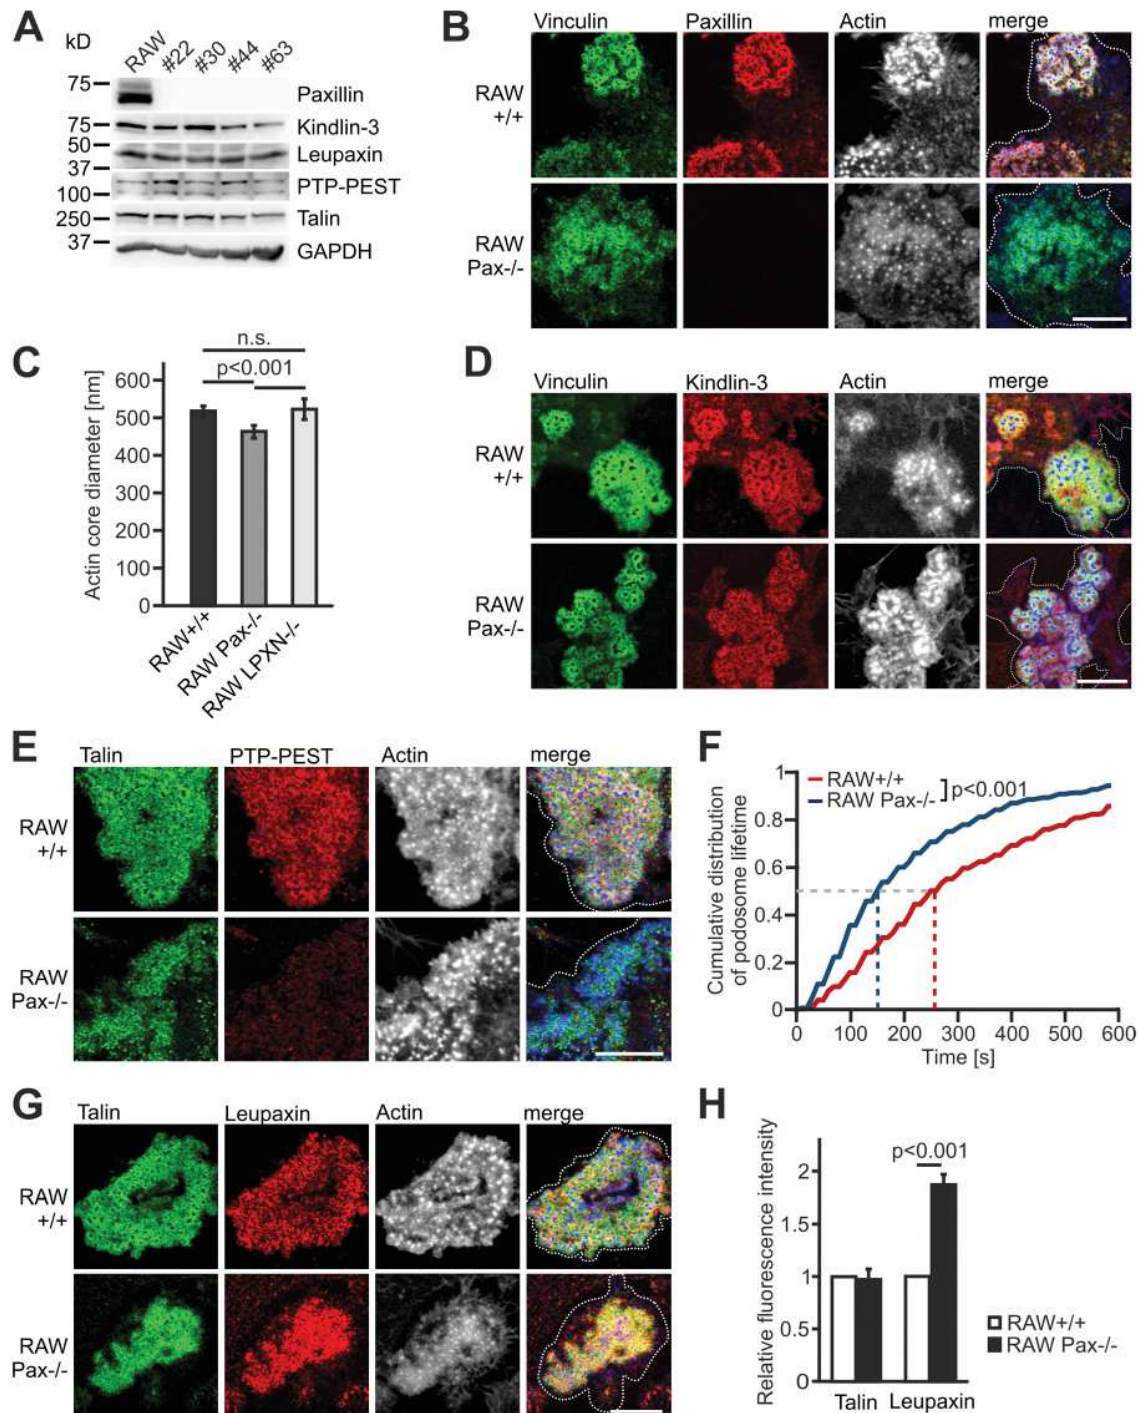 A
kD
RAW
#22
#30
#44
#63
75
Paxillin
75
Kindlin-3
50
Leupaxin
37
PTP-PEST
100
250
Talin
37
GAPDH
B
Vinculin Paxillin Actin merge
RAW
+/+
RAW
Pax-/-
C
n.s.
p<0.001
Actin core diameter [nm]
600
500
400
300
200
100
0
RAW+/+
RAW Pax-/-
RAW LPXN-/-
D
Vinculin Kindlin-3 Actin merge
RAW
+/+
RAW
Pax-/-
E
Talin PTP-PEST Actin merge
RAW
+/+
RAW
Pax-/-
F
Cumulative distribution
of podosome lifetime
1
0.8
0.6
0.4
0.2
0
RAW+/+
RAW Pax-/-
p<0.001
0 100 200 300 400 500 600
Time [s]
G
Talin Leupaxin Actin merge
RAW
+/+
RAW
Pax-/-
H
Relative fluorescence intensity
p<0.001
2
1.5
1
0.5
0
Talin Leupaxin
RAW+/+
RAW Pax-/-